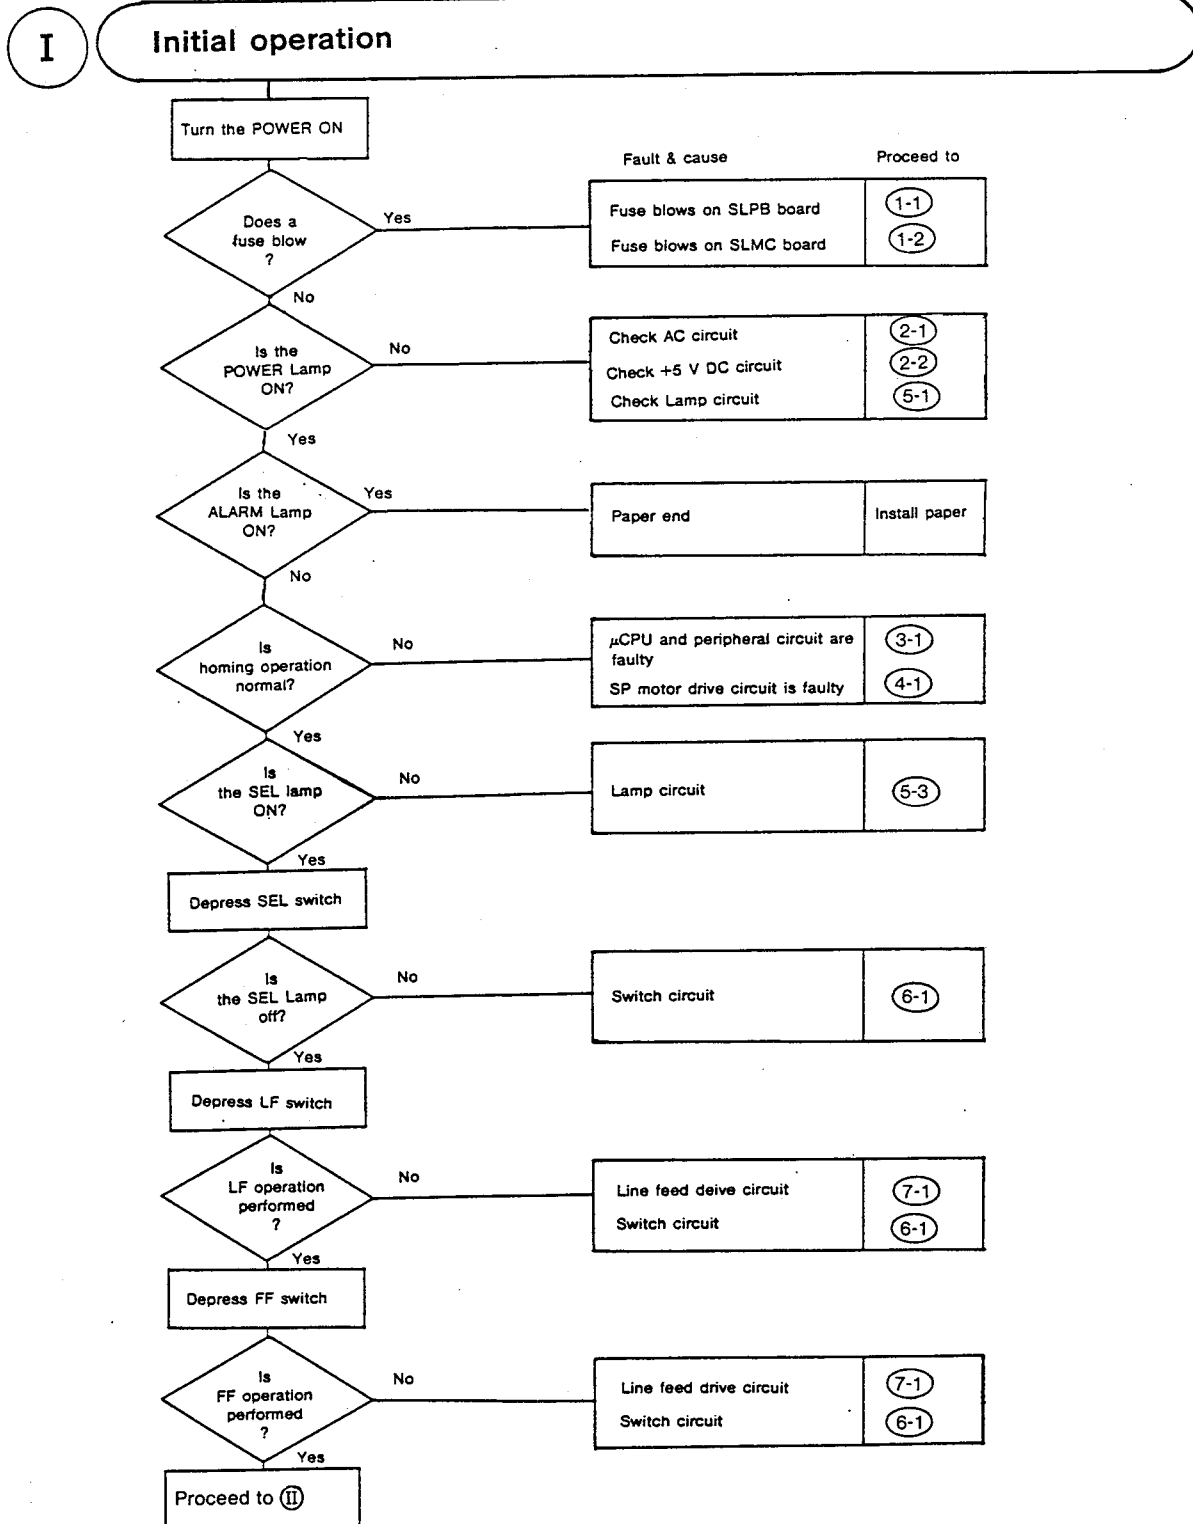 I
Initial operation
Turn the POWER ON
Fault & cause
Proceed to
Does a
fuse blow
?
Yes
Fuse blows on SLPB board
1-1
Fuse blows on SLMC board
1-2
No
Is the
POWER Lamp
ON?
No
Check AC circuit
2-1
Check +5 V DC circuit
2-2
Check Lamp circuit
5-1
Yes
Is the
ALARM Lamp
ON?
Yes
Paper end
Install paper
No
Is
homing operation
normal?
No
μCPU and peripheral circuit are
faulty
3-1
SP motor drive circuit is faulty
4-1
Yes
Is
the SEL lamp
ON?
No
Lamp circuit
5-3
Yes
Depress SEL switch
Is
the SEL Lamp
off?
No
Switch circuit
6-1
Yes
Depress LF switch
Is
LF operation
performed
?
No
Line feed deive circuit
7-1
Switch circuit
6-1
Yes
Depress FF switch
Is
FF operation
performed
?
No
Line feed drive circuit
7-1
Switch circuit
6-1
Yes
Proceed to II